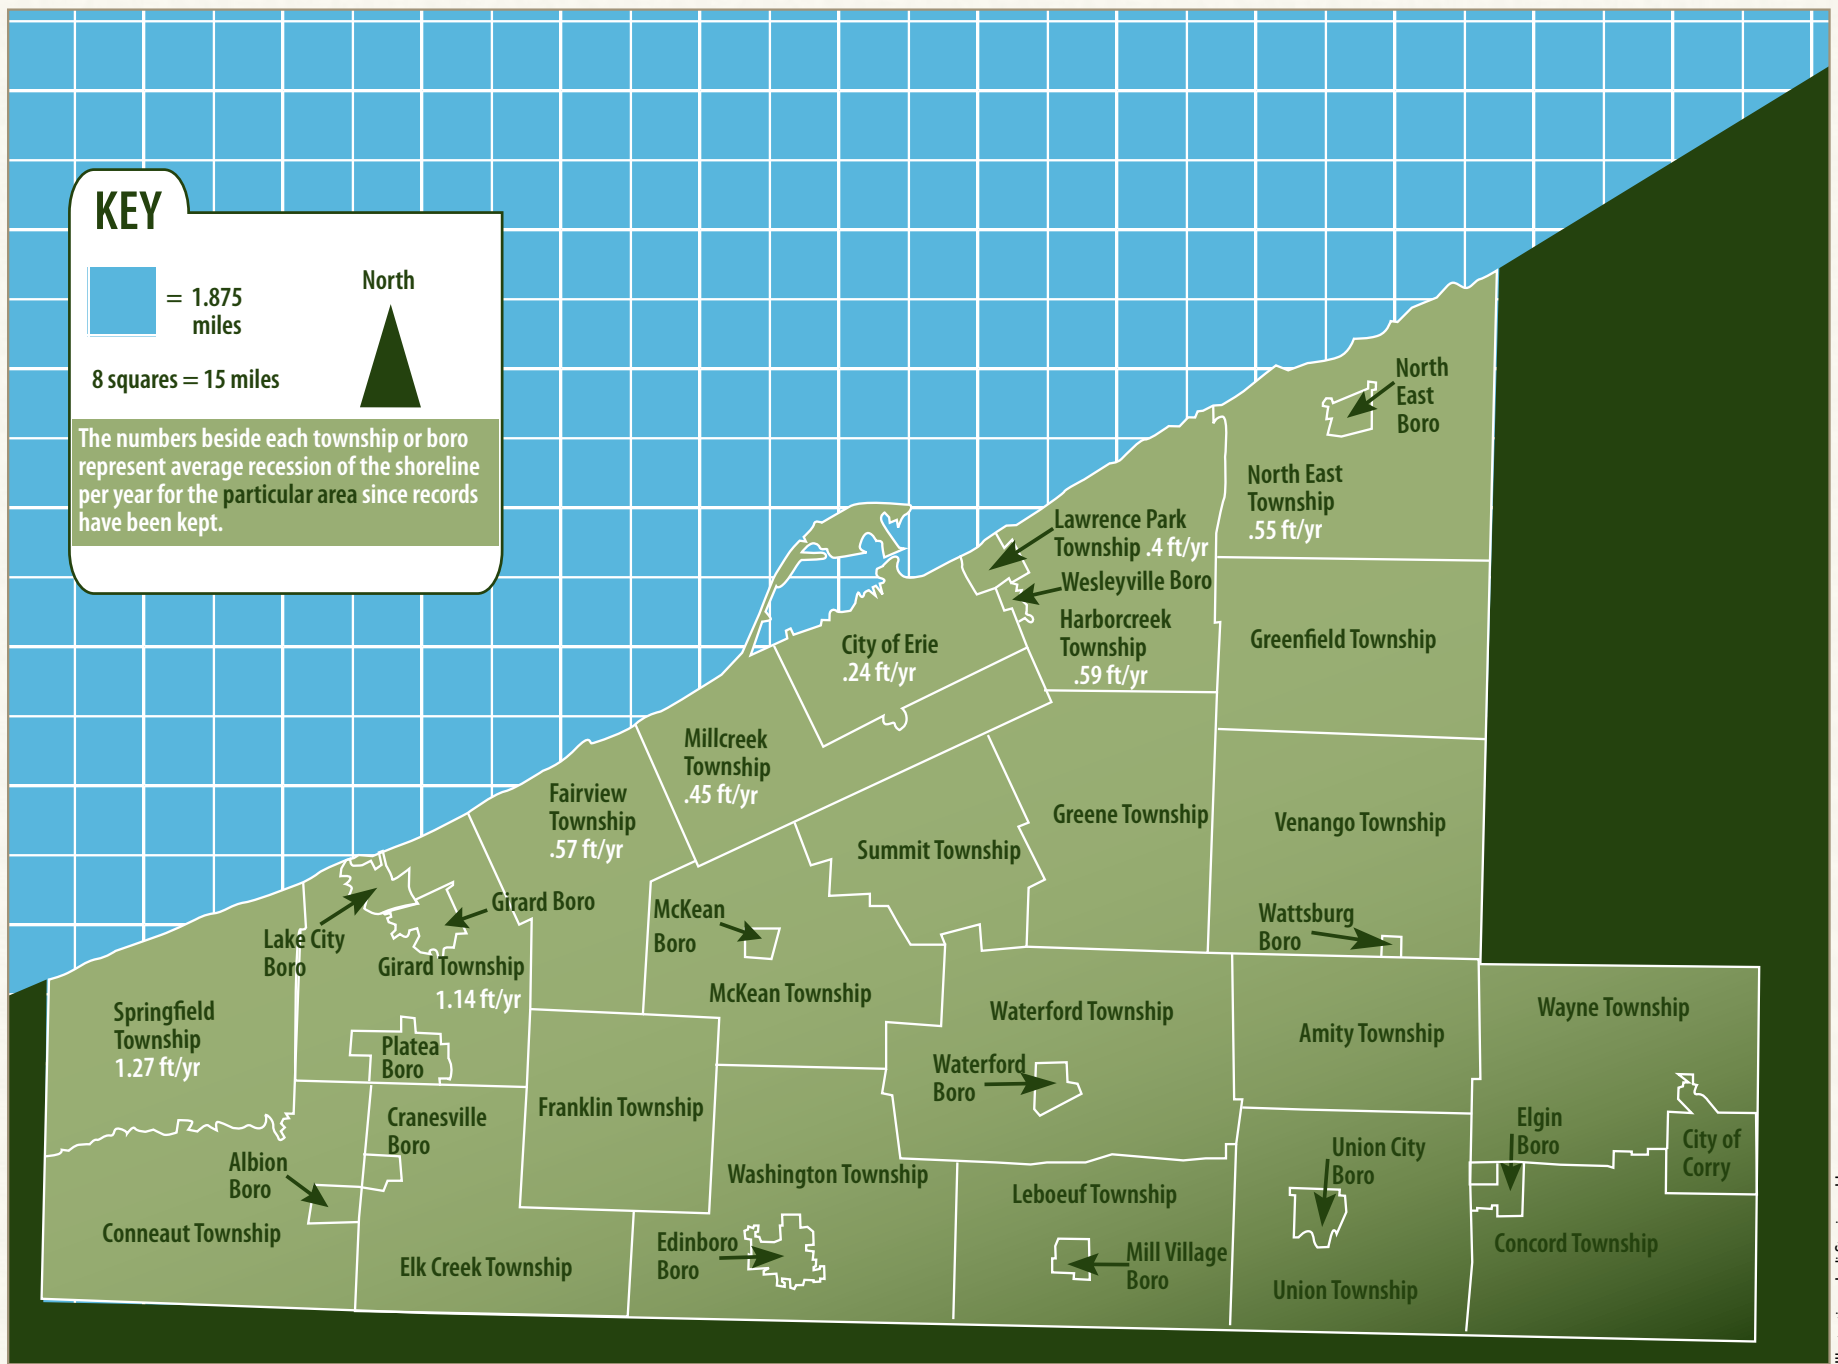 KEY
= 1.875
miles
North
8 squares = 15 miles
The numbers beside each township or boro
represent average recession of the shoreline
per year for the particular area since records
have been kept.
North
East
Boro
North East
Township
.55 ft/yr
Lawrence Park
Township .4 ft/yr
Wesleyville Boro
Harborcreek
Township
.59 ft/yr
Greenfield Township
City of Erie
.24 ft/yr
Millcreek
Township
.45 ft/yr
Fairview
Township
.57 ft/yr
Summit Township
Greene Township
Venango Township
Girard Boro
Lake City
Boro
Girard Township
1.14 ft/yr
McKean
Boro
McKean Township
Wattsburg
Boro
Springfield
Township
1.27 ft/yr
Platea
Boro
Waterford Township
Waterford
Boro
Amity Township
Wayne Township
Franklin Township
Cranesville
Boro
Albion
Boro
Conneaut Township
Elk Creek Township
Washington Township
Edinboro
Boro
Leboeuf Township
Mill Village
Boro
Union City
Boro
Union Township
Elgin
Boro
City of
Corry
Concord Township